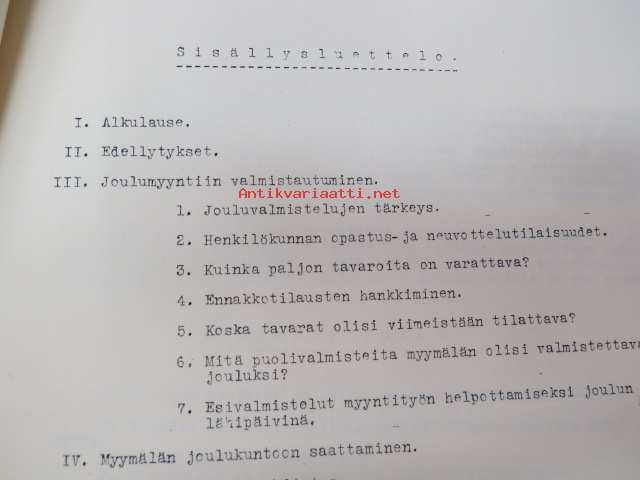 Sisällysluettelo.
I. Alkulause.
II. Edellytykset.
III. Joulumyyntiin valmistautuminen.
Antikvariaatti.net
1. Jouluvalmistelujen tärkeys.
2. Henkilökunnan opastus- ja neuvottelutilaisuudet.
3. Kuinka paljon tavaroita on varattava?
4. Ennakkotilausten hankkiminen.
5. Koska tavarat olisi viimeistään tilattava?
6. Mitä puolivalmisteita myymälän olisi valmistettava
jouluksi?
7. Esivalmistelut myyntityön helpottamiseksi joulun
lähipäivinä.
IV. Myymälän joulukuntoon saattaminen.